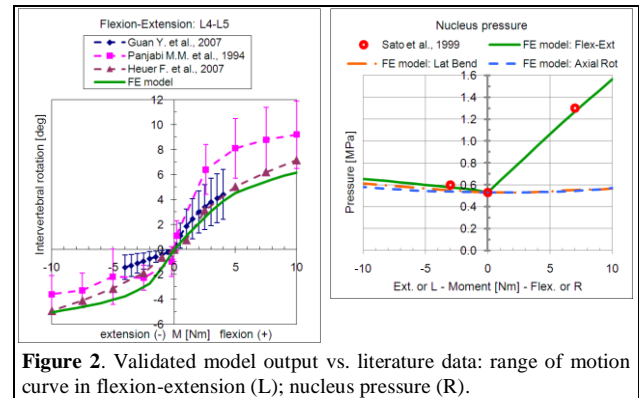 Flexion-Extension: L4-L5
Guan Y. et al., 2007
Panjabi M.M. et al., 1994
Heuer F. et al., 2007
FE model
Intervertebral rotation [deg]
12
10
8
6
4
2
0
-2
-4
-6
-10
-5
0
5
10
extension (-) M [Nm] flexion (+)
Nucleus pressure
Sato et al., 1999
FE model: Flex-Ext
FE model: Lat Bend
FE model: Axial Rot
Pressure [MPa]
1.6
1.4
1.2
1.0
0.8
0.6
0.4
0.2
0.0
-10
-5
0
5
10
Ext. or L - Moment [Nm] - Flex. or R
Figure 2. Validated model output vs. literature data: range of motion
curve in flexion-extension (L); nucleus pressure (R).